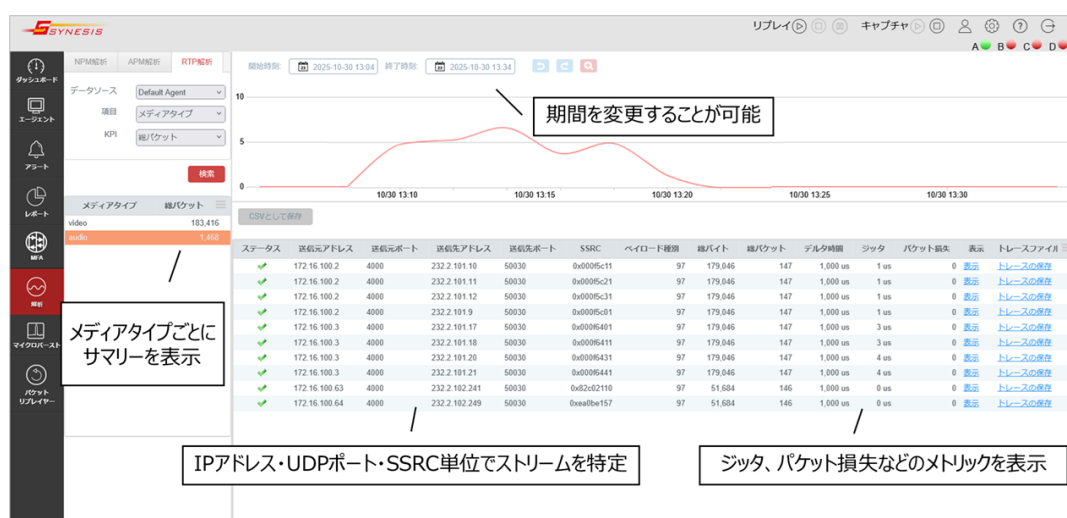 SYNESIS
リプレイ
キャプチャ
A B C D
ダッシュボード
エージェント
アラート
レポート
MFA
解析
マイクロバースト
パケット
リプレイヤー
NPM解析 APM解析 RTP解析
データソース Default Agent
項目 メディアタイプ
KPI 総パケット
検索
メディアタイプ 総パケット
video 183,416
audio 1,468
開始時刻: 2025-10-30 13:04 終了時刻: 2025-10-30 13:34
期間を変更することが可能
10
5
0
10/30 13:10 10/30 13:15 10/30 13:20 10/30 13:25 10/30 13:30
CSVとして保存
ステータス 送信元アドレス 送信元ポート 送信先アドレス 送信先ポート SSRC ペイロード種別 総バイト 総パケット デルタ時間 ジッタ パケット損失 表示 トレースファイル
172.16.100.2 4000 232.2.101.10 50030 0x000f5c11 97 179,046 147 1,000 us 1 us 0 表示 トレースの保存
172.16.100.2 4000 232.2.101.11 50030 0x000f5c21 97 179,046 147 1,000 us 1 us 0 表示 トレースの保存
172.16.100.2 4000 232.2.101.12 50030 0x000f5c31 97 179,046 147 1,000 us 1 us 0 表示 トレースの保存
172.16.100.2 4000 232.2.101.9 50030 0x000f5c01 97 179,046 147 1,000 us 1 us 0 表示 トレースの保存
172.16.100.3 4000 232.2.101.17 50030 0x000f6401 97 179,046 147 1,000 us 3 us 0 表示 トレースの保存
172.16.100.3 4000 232.2.101.18 50030 0x000f6411 97 179,046 147 1,000 us 3 us 0 表示 トレースの保存
172.16.100.3 4000 232.2.101.20 50030 0x000f6431 97 179,046 147 1,000 us 4 us 0 表示 トレースの保存
172.16.100.3 4000 232.2.101.21 50030 0x000f6441 97 179,046 147 1,000 us 4 us 0 表示 トレースの保存
172.16.100.63 4000 232.2.102.241 50030 0x82c02110 97 51,684 146 1,000 us 0 us 0 表示 トレースの保存
172.16.100.64 4000 232.2.102.249 50030 0xea0be157 97 51,684 146 1,000 us 0 us 0 表示 トレースの保存
メディアタイプごとに
サマリーを表示
IPアドレス・UDPポート・SSRC単位でストリームを特定
ジッタ、パケット損失などのメトリックを表示